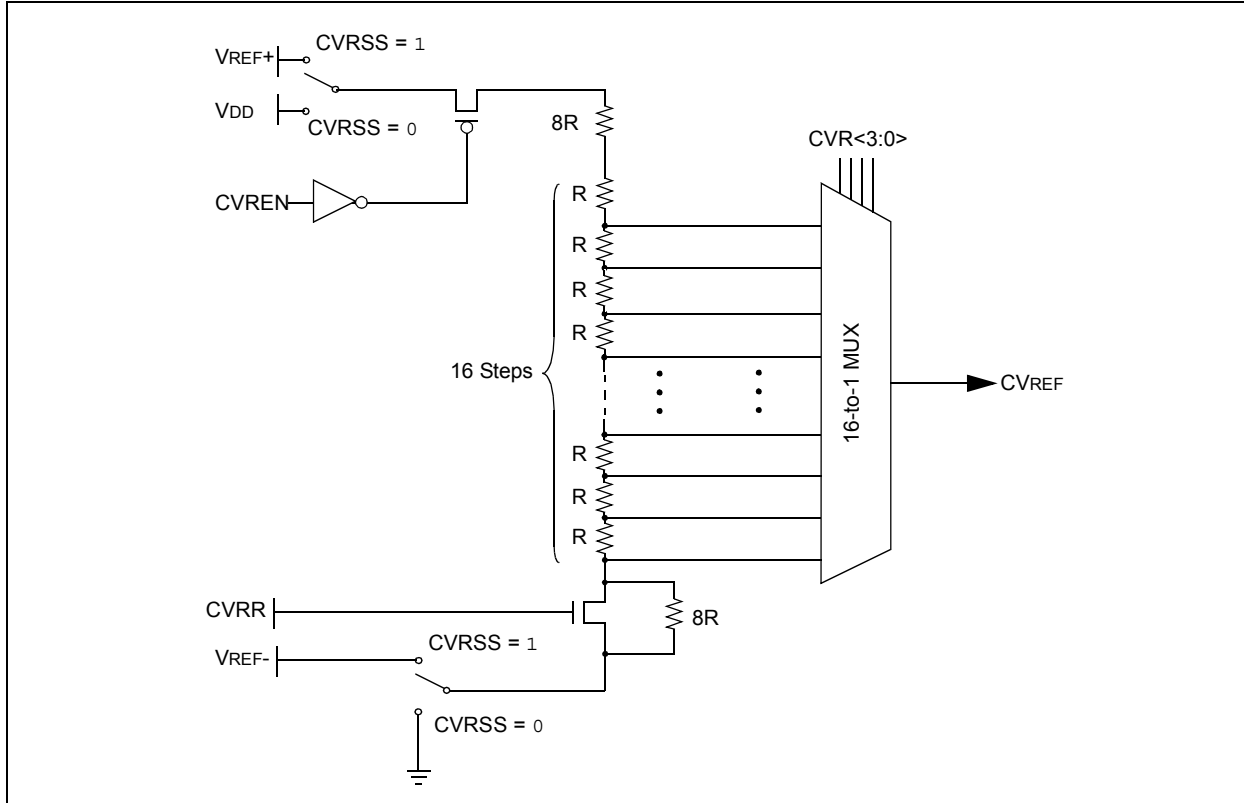 CVRSS = 1
VREF+
VDD
CVRSS = 0
8R
CVR<3:0>
CVREN
R
R
R
R
16 Steps
16-to-1 MUX
CVREF
R
R
R
CVRR
8R
CVRSS = 1
VREF-
CVRSS = 0